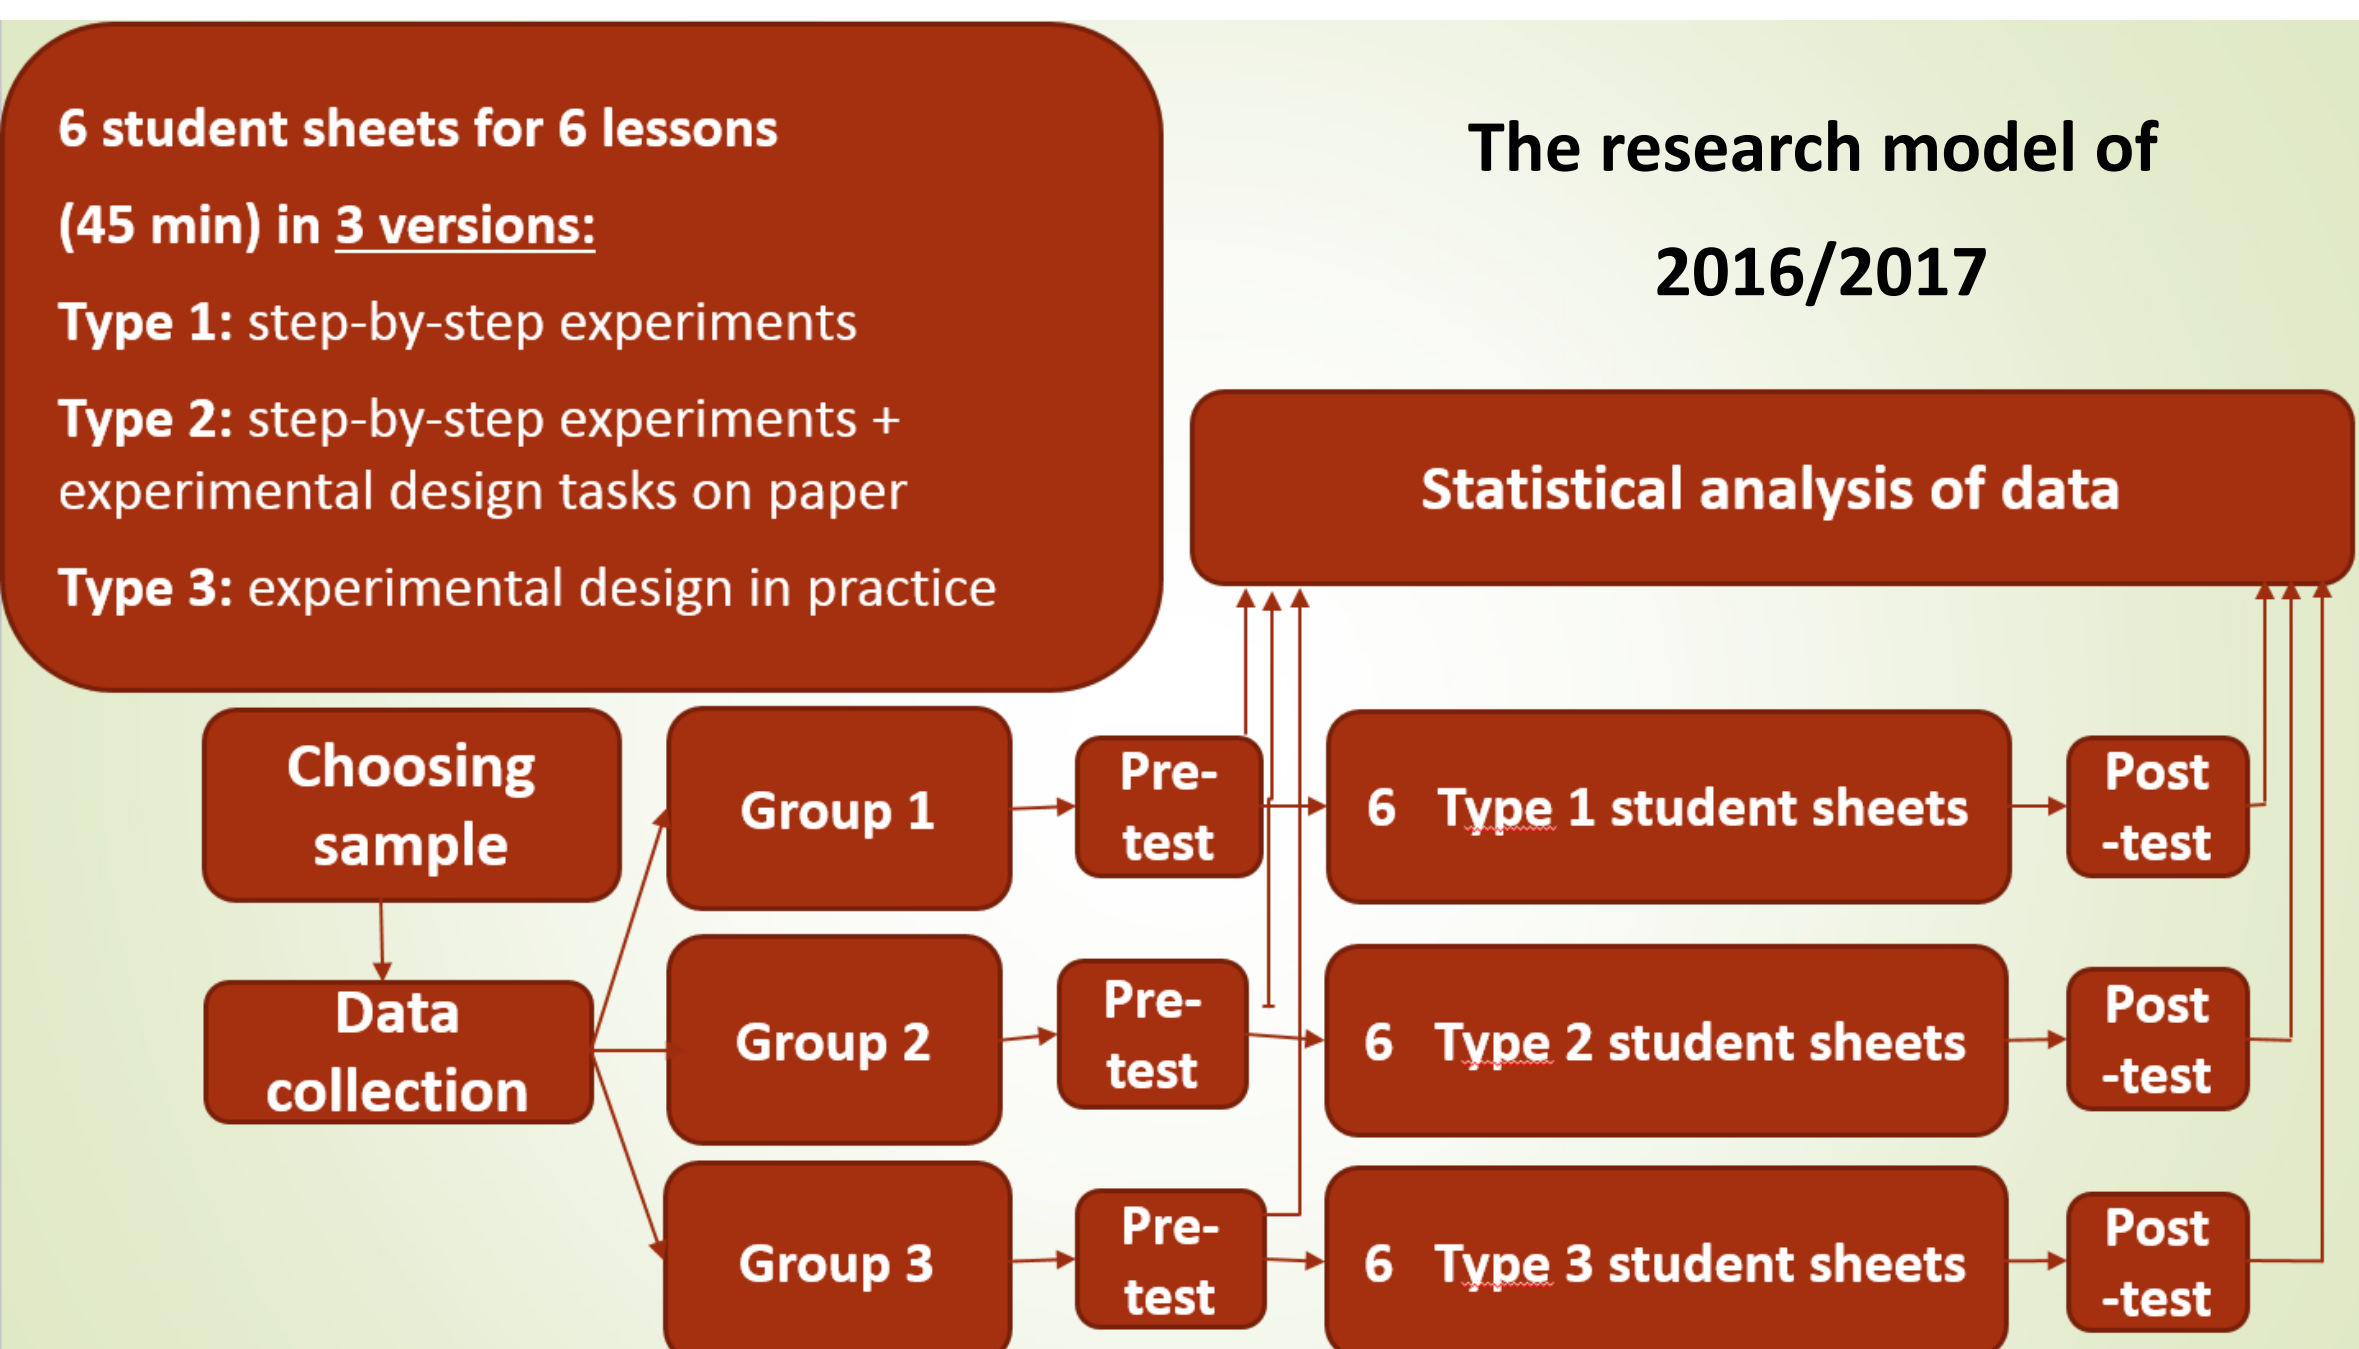 6 student sheets for 6 lessons
(45 min) in 3 versions:
Type 1: step-by-step experiments
Type 2: step-by-step experiments +
experimental design tasks on paper
Type 3: experimental design in practice
The research model of
2016/2017
Statistical analysis of data
Choosing
sample
Data
collection
Group 1
Pre-
test
6 Type 1 student sheets
Post
-test
Group 2
Pre-
test
6 Type 2 student sheets
Post
-test
Group 3
Pre-
test
6 Type 3 student sheets
Post
-test